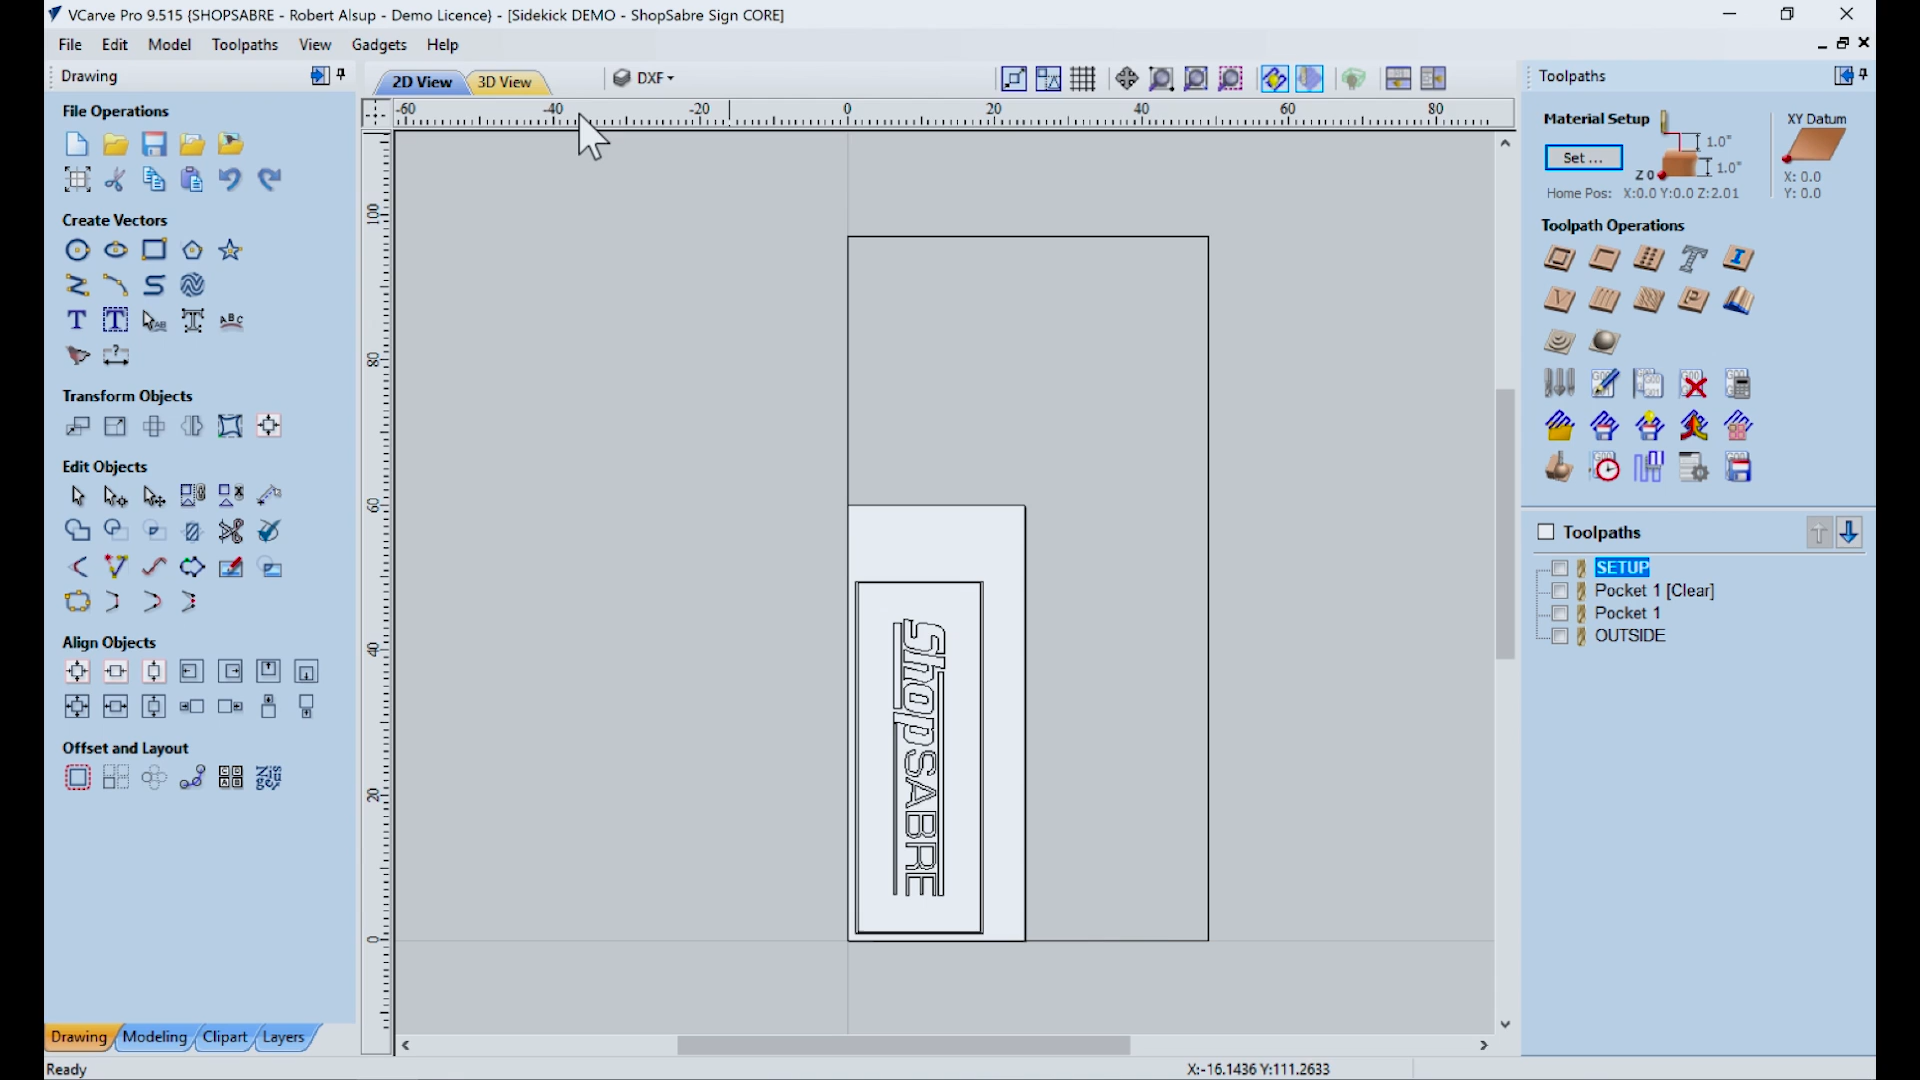 VCarve Pro 9.515 {SHOPSABRE - Robert Alsup - Demo Licence} - [Sidekick DEMO - ShopSabre Sign CORE]
File Edit Model Toolpaths View Gadgets Help
Drawing
2D View 3D View DXF
Toolpaths
File Operations
Create Vectors
Transform Objects
Edit Objects
Align Objects
Offset and Layout
Drawing Modeling Clipart Layers
-60 -40 -20 0 20 40 60 80
100
80
60
40
20
0
ShopSABRE
Material Setup
Set ...
1.0"
1.0"
Z 0
XY Datum
X: 0.0
Y: 0.0
Home Pos: X:0.0 Y:0.0 Z:2.01
Toolpath Operations
Toolpaths
SETUP
Pocket 1 [Clear]
Pocket 1
OUTSIDE
Ready
X:-16.1436 Y:111.2633